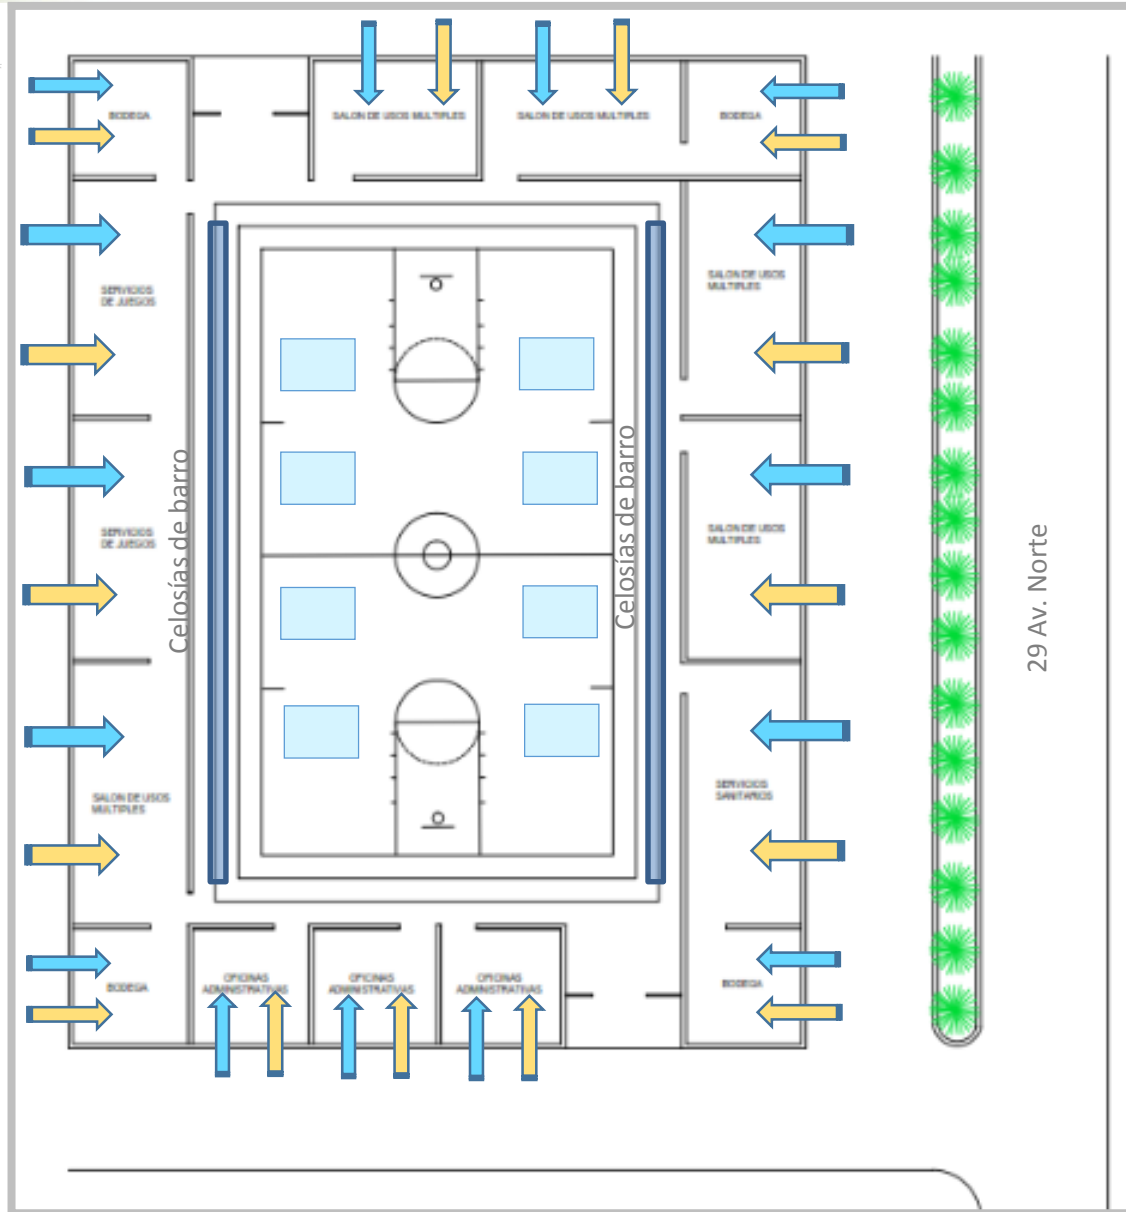 BODEGA
SALON DE USOS MULTIPLES
SALON DE USOS MULTIPLES
BODEGA
SERVICIOS
DE JUEGOS
SALON DE USOS
MULTIPLES
Celosías de barro
Celosías de barro
SERVICIOS
DE JUEGOS
SALON DE USOS
MULTIPLES
29 Av. Norte
SALON DE USOS
MULTIPLES
SERVICIOS
SANITARIOS
BODEGA
OFICINAS
ADMINISTRATIVAS
OFICINAS
ADMINISTRATIVAS
OFICINAS
ADMINISTRATIVAS
BODEGA